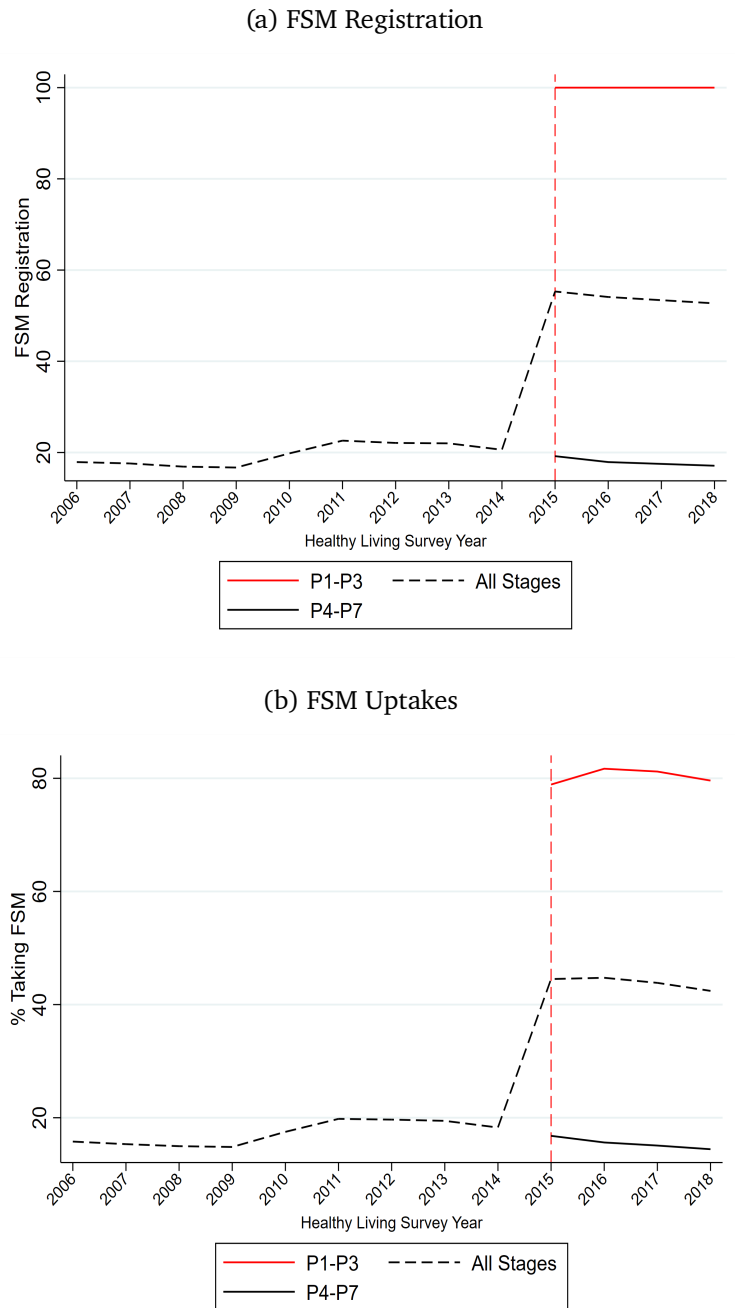 (a) FSM Registration
100
80
60
40
20
FSM Registration
2006 2007 2008 2009 2010 2011 2012 2013 2014 2015 2016 2017 2018
Healthy Living Survey Year
P1-P3 All Stages
P4-P7
(b) FSM Uptakes
80
60
40
20
% Taking FSM
2006 2007 2008 2009 2010 2011 2012 2013 2014 2015 2016 2017 2018
Healthy Living Survey Year
P1-P3 All Stages
P4-P7